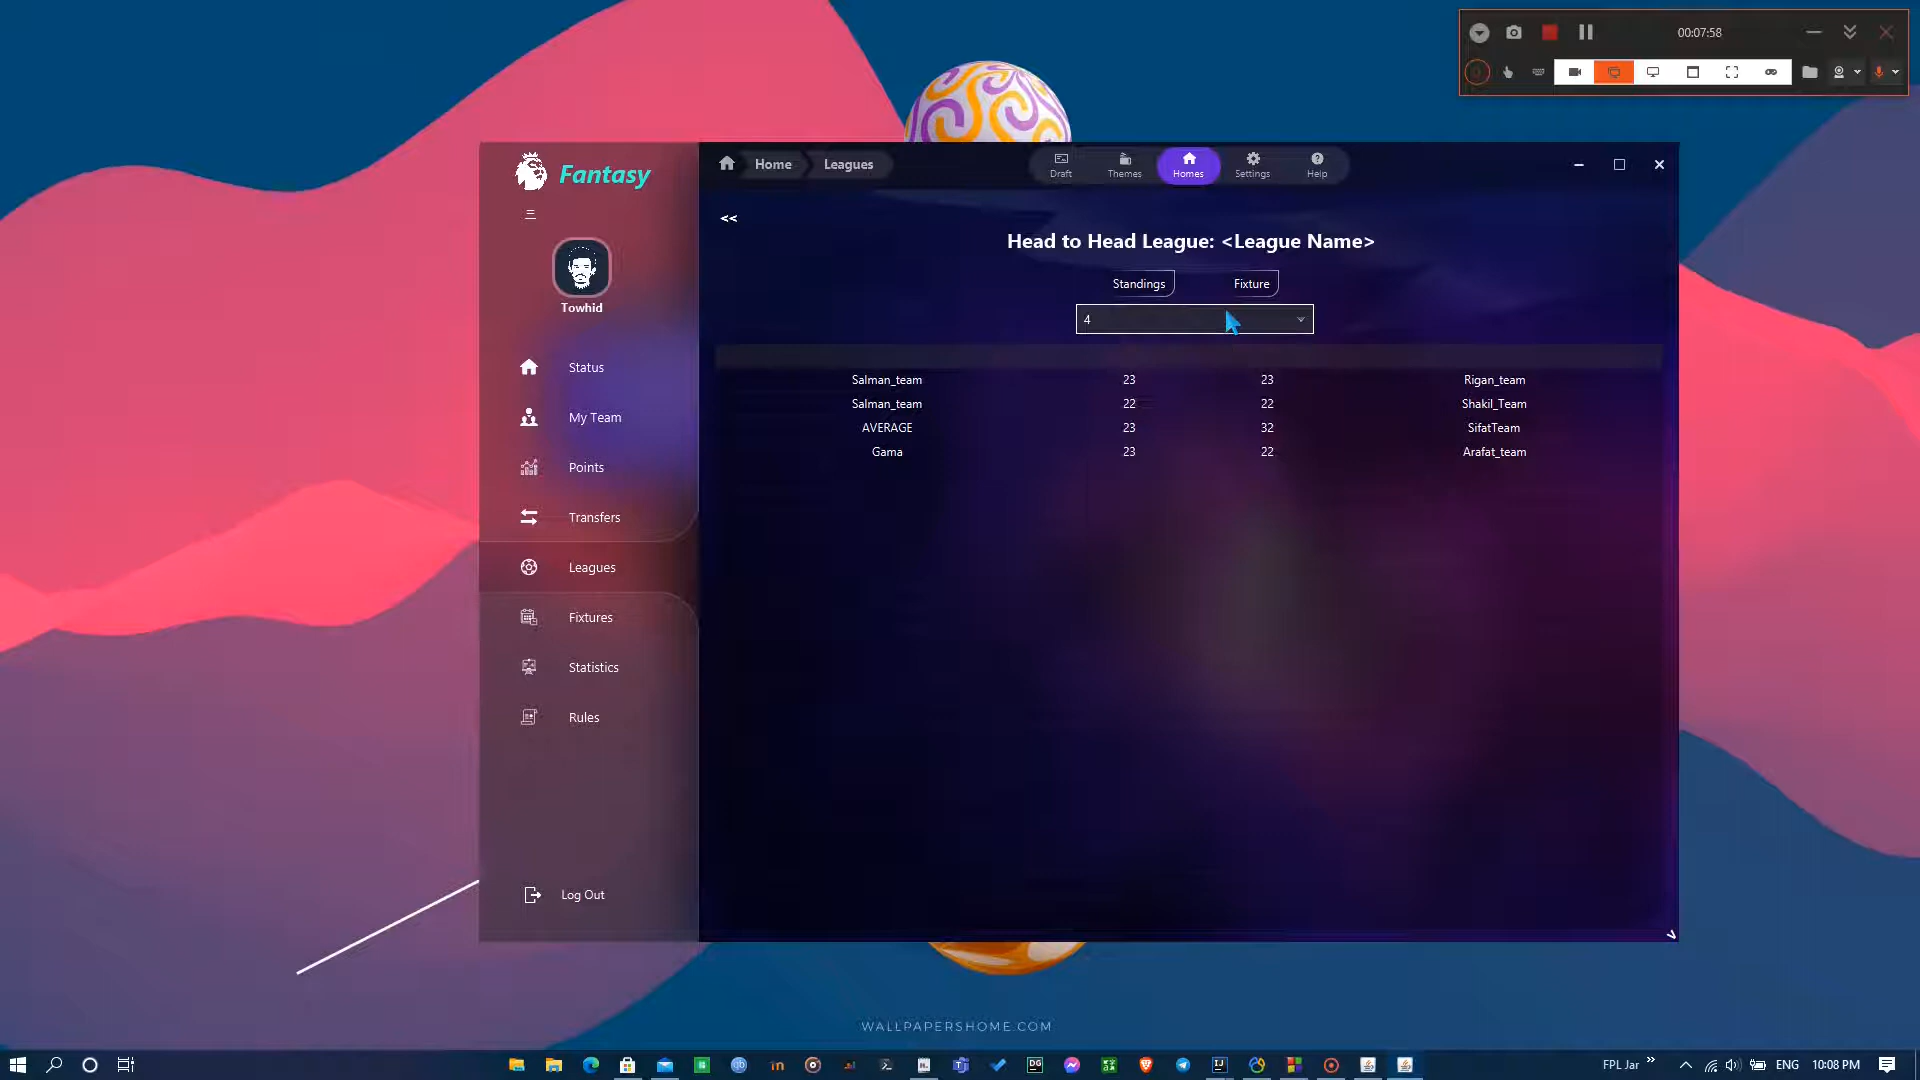 00:07:58
Fantasy
Home
Leagues
Draft
Themes
Homes
Settings
Help
<<
Head to Head League: <League Name>
Towhid
Standings
Fixture
4
Status
My Team
Points
Transfers
Leagues
Fixtures
Statistics
Rules
Log Out
Salman_team 23 23 Rigan_team
Salman_team 22 22 Shakil_Team
AVERAGE 23 32 SifatTeam
Gama 23 22 Arafat_team
WALLPAPERSHOME.COM
FPL Jar
ENG
10:08 PM